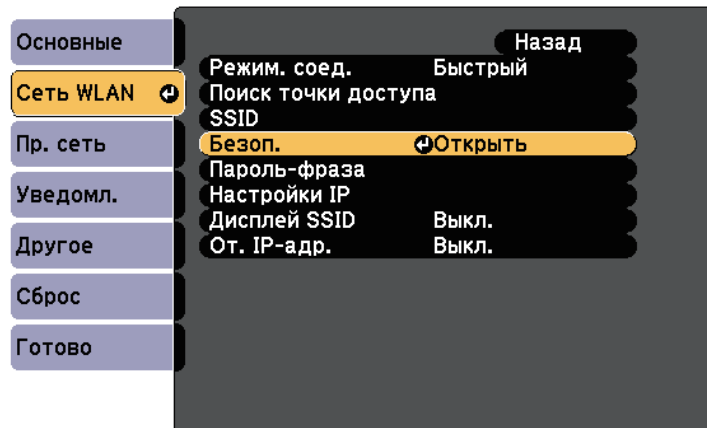 Основные
Сеть WLAN
Пр. сеть
Уведомл.
Другое
Сброс
Готово
Назад
Режим. соед. Быстрый
Поиск точки доступа
SSID
Безоп. Открыть
Пароль-фраза
Настройки IP
Дисплей SSID Выкл.
От. IP-адр. Выкл.